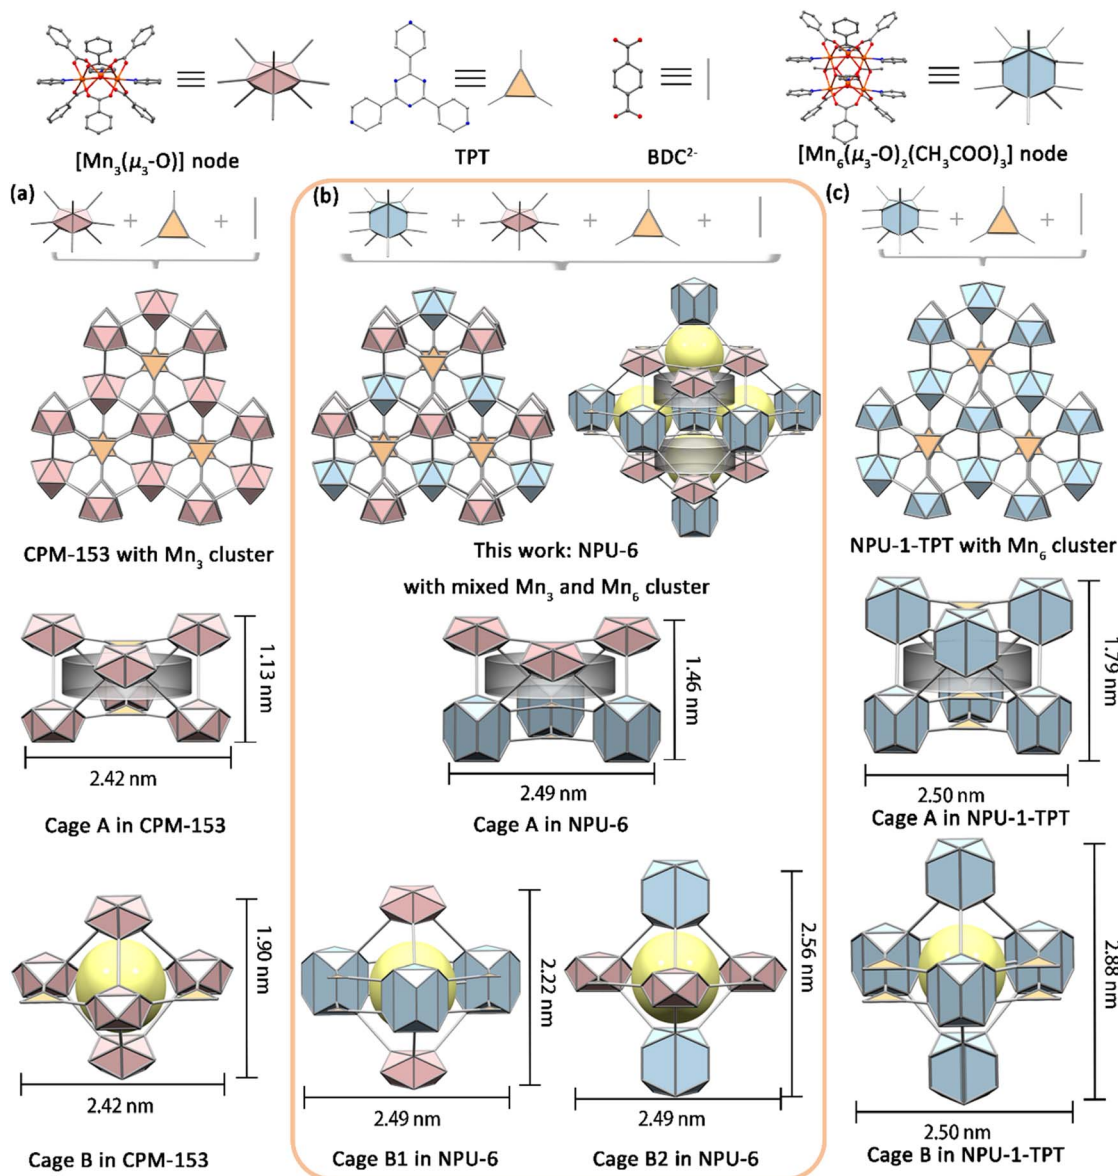 [Mn₃(μ₃-O)] node
TPT
BDC²⁻
[Mn₆(μ₃-O)₂(CH₃COO)₃] node
(a)
+ +
(b)
+ + +
(c)
+ +
CPM-153 with Mn₃ cluster
This work: NPU-6
with mixed Mn₃ and Mn₆ cluster
NPU-1-TPT with Mn₆ cluster
1.13 nm
2.42 nm
Cage A in CPM-153
1.46 nm
2.49 nm
Cage A in NPU-6
1.79 nm
2.50 nm
Cage A in NPU-1-TPT
1.90 nm
2.42 nm
Cage B in CPM-153
2.22 nm
2.49 nm
Cage B1 in NPU-6
2.56 nm
2.49 nm
Cage B2 in NPU-6
2.88 nm
2.50 nm
Cage B in NPU-1-TPT